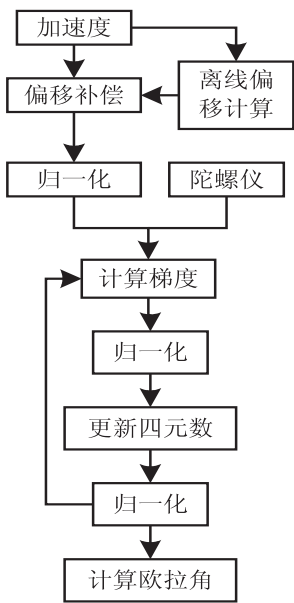 加速度
偏移补偿
离线偏
移计算
归一化
陀螺仪
计算梯度
归一化
更新四元数
归一化
计算欧拉角